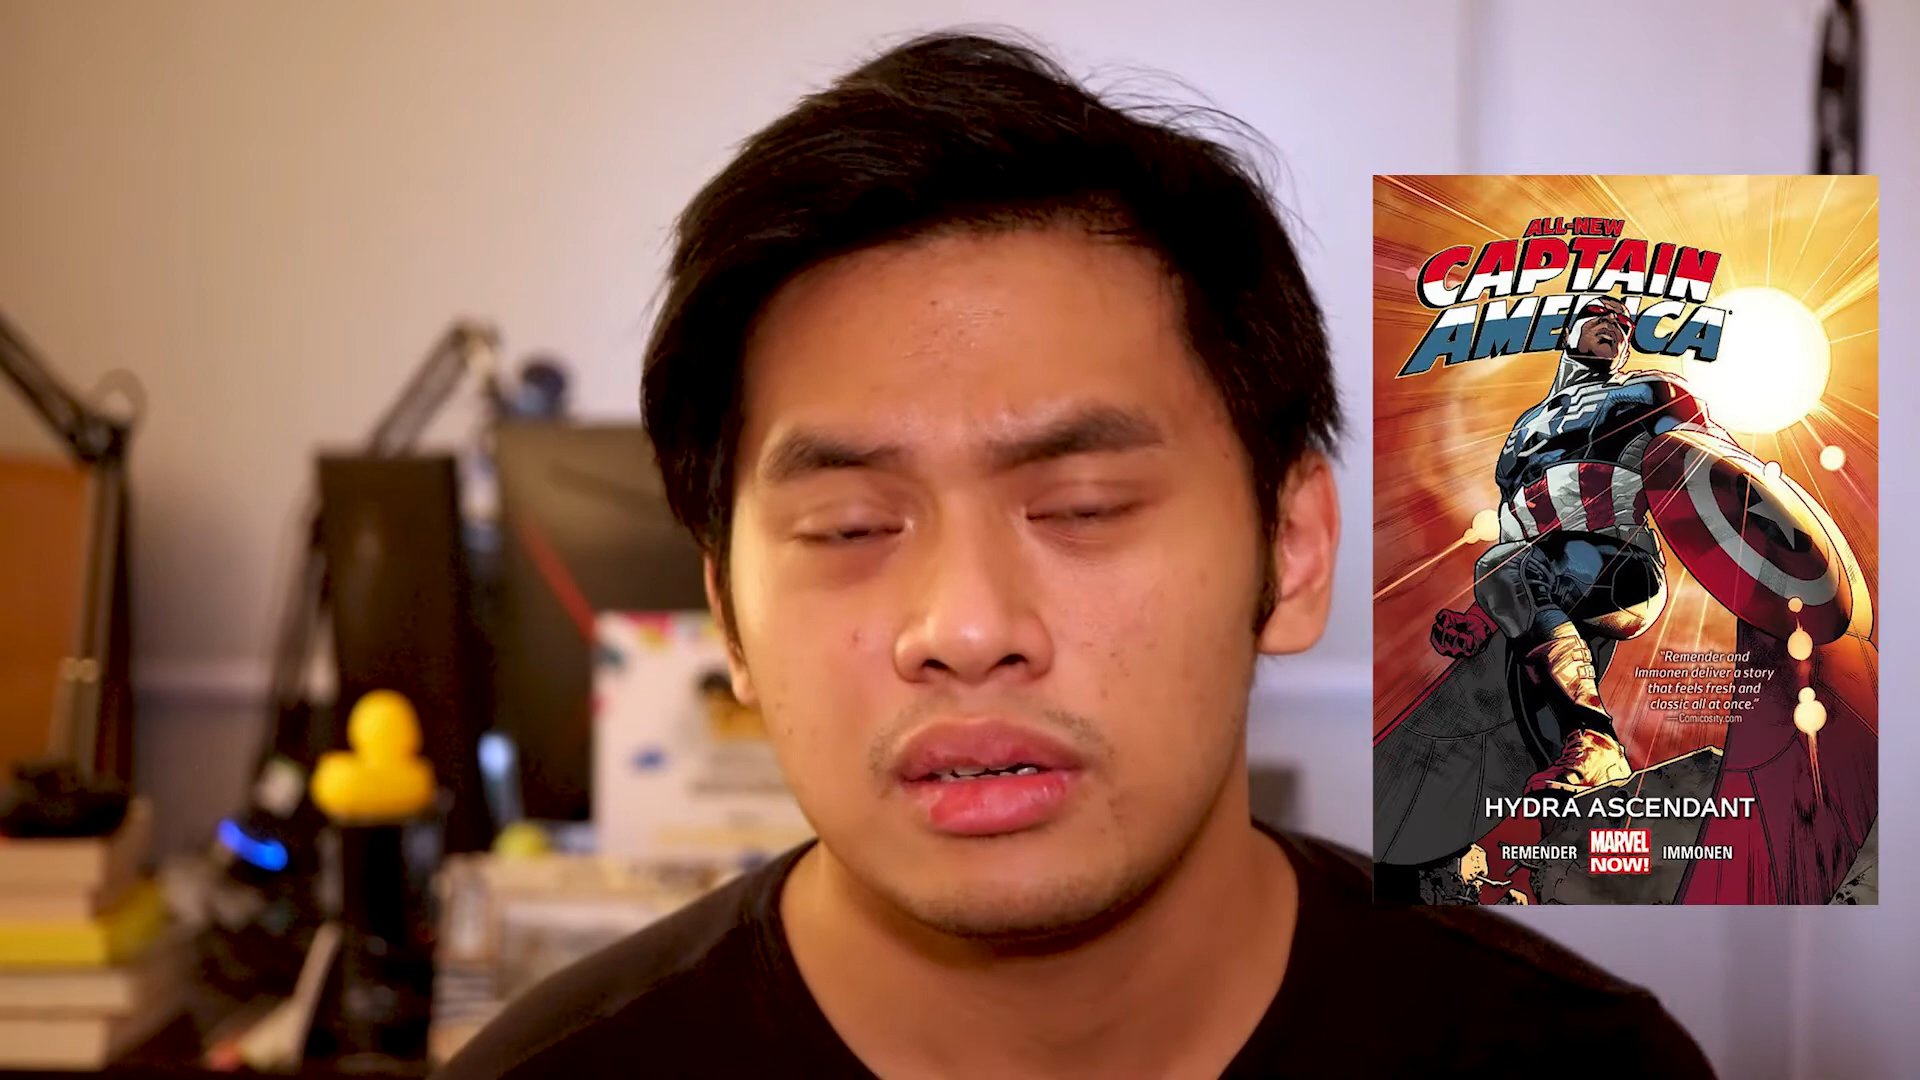 ALL-NEW
CAPTAIN
AMERICA
"Remender and
Immonen deliver a story
that feels fresh and
classic all at once."
—Comicosity.com
HYDRA ASCENDANT
REMENDER MARVEL NOW! IMMONEN